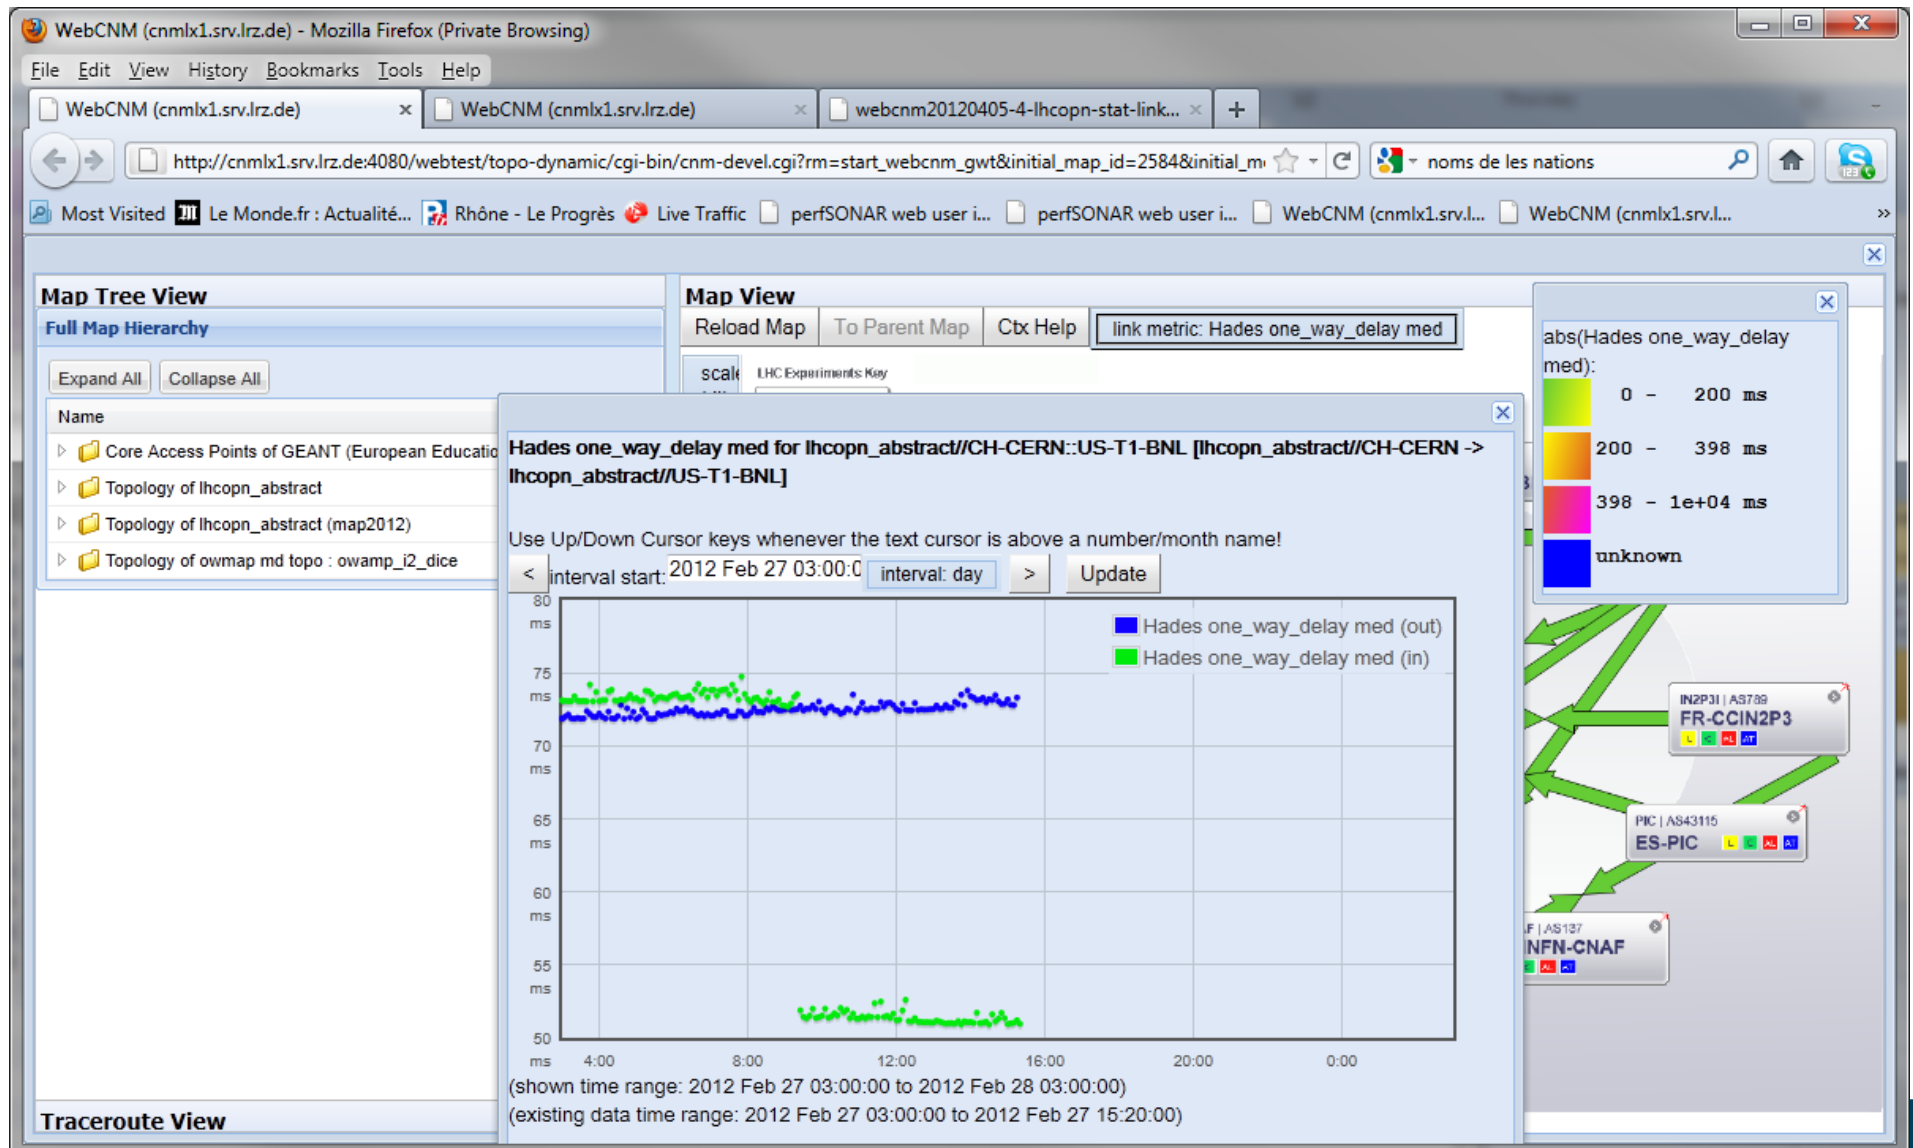 WebCNM (cnmlx1.srv.lrz.de) - Mozilla Firefox (Private Browsing)
File Edit View History Bookmarks Tools Help
WebCNM (cnmlx1.srv.lrz.de)
WebCNM (cnmlx1.srv.lrz.de)
webcnm20120405-4-lhcopn-stat-link...
http://cnmlx1.srv.lrz.de:4080/webtest/topo-dynamic/cgi-bin/cnm-devel.cgi?rm=start_webcnm_gwt&initial_map_id=2584&initial_m
noms de les nations
Most Visited Le Monde.fr : Actualité... Rhône - Le Progrès Live Traffic perfSONAR web user i... perfSONAR web user i... WebCNM (cnmlx1.srv.l... WebCNM (cnmlx1.srv.l... »
Map Tree View
Full Map Hierarchy
Expand All Collapse All
Name
Core Access Points of GEANT (European Educatio
Topology of lhcopn_abstract
Topology of lhcopn_abstract (map2012)
Topology of owmap md topo : owamp_i2_dice
Traceroute View
Map View
Reload Map To Parent Map Ctx Help link metric: Hades one_way_delay med
scale
LHC Experiments Key
abs(Hades one_way_delay
med):
0 - 200 ms
200 - 398 ms
398 - 1e+04 ms
unknown
Hades one_way_delay med for lhcopn_abstract//CH-CERN::US-T1-BNL [lhcopn_abstract//CH-CERN ->
lhcopn_abstract//US-T1-BNL]
Use Up/Down Cursor keys whenever the text cursor is above a number/month name!
< interval start: 2012 Feb 27 03:00:0 interval: day > Update
80
ms
75
ms
70
ms
65
ms
60
ms
55
ms
50
ms
Hades one_way_delay med (out)
Hades one_way_delay med (in)
4:00 8:00 12:00 16:00 20:00 0:00
(shown time range: 2012 Feb 27 03:00:00 to 2012 Feb 28 03:00:00)
(existing data time range: 2012 Feb 27 03:00:00 to 2012 Feb 27 15:20:00)
IN2P3I | AS789
FR-CCIN2P3
L C AL AT
PIC | AS43115
ES-PIC L C AL AT
F | AS137
NFN-CNAF
C AL AT